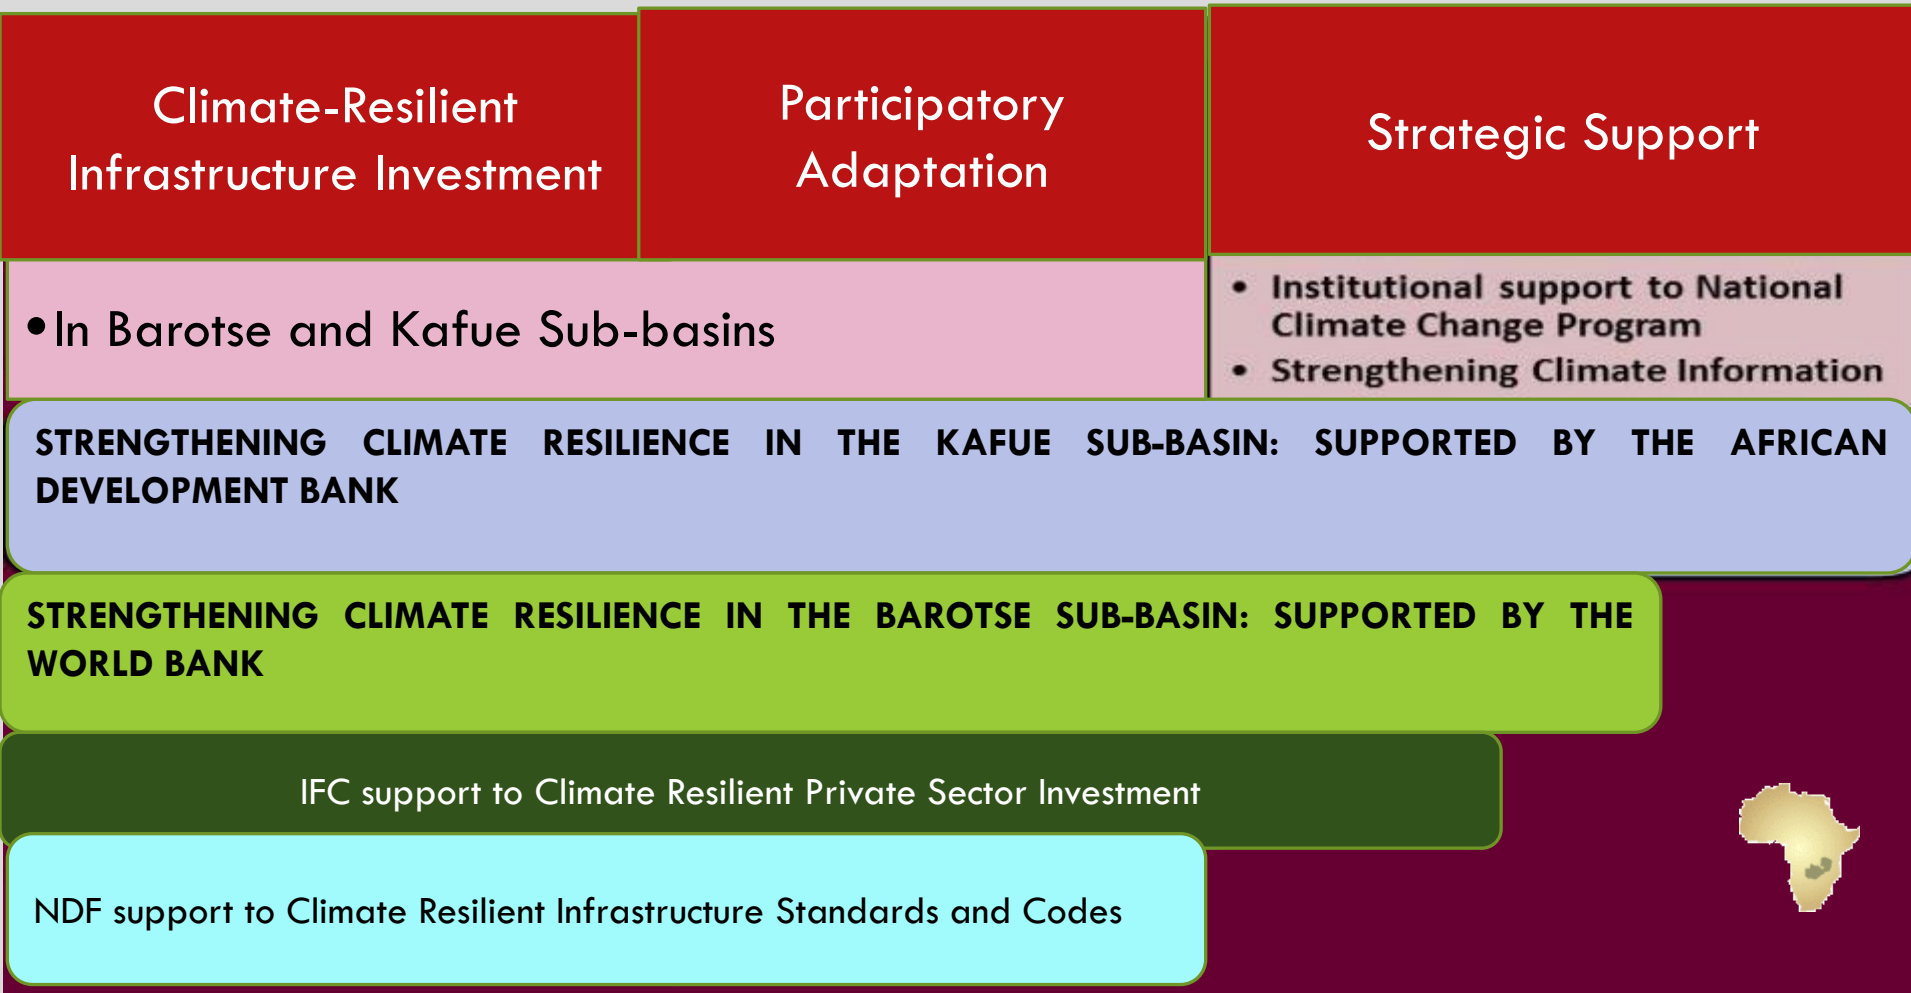 Climate-Resilient
Infrastructure Investment
Participatory
Adaptation
Strategic Support
•In Barotse and Kafue Sub-basins
• Institutional support to National
Climate Change Program
• Strengthening Climate Information
STRENGTHENING CLIMATE RESILIENCE IN THE KAFUE SUB-BASIN: SUPPORTED BY THE AFRICAN
DEVELOPMENT BANK
STRENGTHENING CLIMATE RESILIENCE IN THE BAROTSE SUB-BASIN: SUPPORTED BY THE
WORLD BANK
IFC support to Climate Resilient Private Sector Investment
NDF support to Climate Resilient Infrastructure Standards and Codes